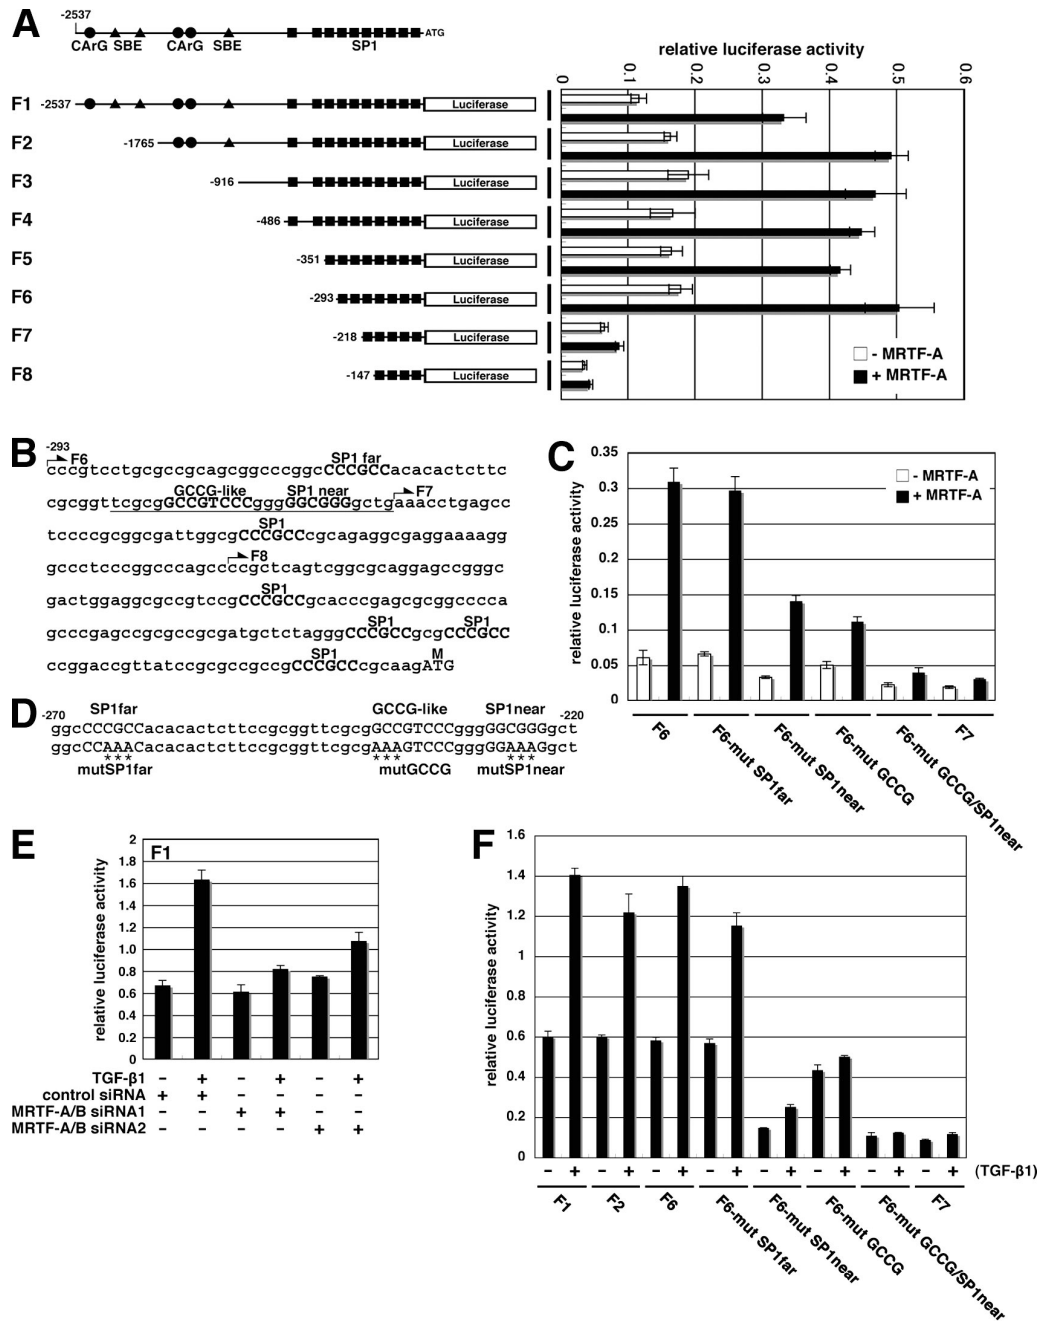 A
-2537
CArG SBE CArG SBE SP1 ATG
relative luciferase activity
0 0.1 0.2 0.3 0.4 0.5 0.6
F1 -2537 Luciferase
F2 -1765 Luciferase
F3 -916 Luciferase
F4 -486 Luciferase
F5 -351 Luciferase
F6 -293 Luciferase
F7 -218 Luciferase
F8 -147 Luciferase
- MRTF-A
+ MRTF-A
B
-293
F6 SP1 far
cccgtcctgcgccgcagcggcccggcCCCGCCacacactcttc
GCCG-like SP1 near F7
cgcggttcgcgGCCGTCCCgggGGCGGGgctgaaacctgagcc
SP1
tccccgcggcgattggcgCCCGCCcgcagaggcgaggaaaagg
F8
gccctcccggcccagccccgctcagtcggcgcaggagccgggc
SP1
gactggaggcgccgtccgCCCGCCgcacccgagcgcggcccca
SP1 SP1
gcccgagccgcgccgcgatgctctagggCCCGCCgcgCCCGCC
SP1 M
ccggaccgttatccgcgccgccgCCCGCCcgcaagATG
C
relative luciferase activity
0.35
0.3
0.25
0.2
0.15
0.1
0.05
0
- MRTF-A
+ MRTF-A
F6
F6-mut SP1far
F6-mut SP1near
F6-mut GCCG
F6-mut GCCG/SP1near
F7
D
SP1far GCCG-like SP1near
-270 -220
ggcCCCGCCacacactcttccgcggttcgcgGCCGTCCCgggGGCGGGgct
ggcCCAAACacacactcttccgcggttcgcgAAAGTCCCgggGGAAAGgct
*** *** ***
mutSP1far mutGCCG mutSP1near
E
F1
relative luciferase activity
2
1.8
1.6
1.4
1.2
1.0
0.8
0.6
0.4
0.2
0
TGF-β1 – + – + – +
control siRNA + + – – – –
MRTF-A/B siRNA1 – – + + – –
MRTF-A/B siRNA2 – – – – + +
F
relative luciferase activity
1.6
1.4
1.2
1
0.8
0.6
0.4
0.2
0
– + – + – + – + – + – + – + – + (TGF-β1)
F1
F2
F6
F6-mut SP1far
F6-mut SP1near
F6-mut GCCG
F6-mut GCCG/SP1near
F7